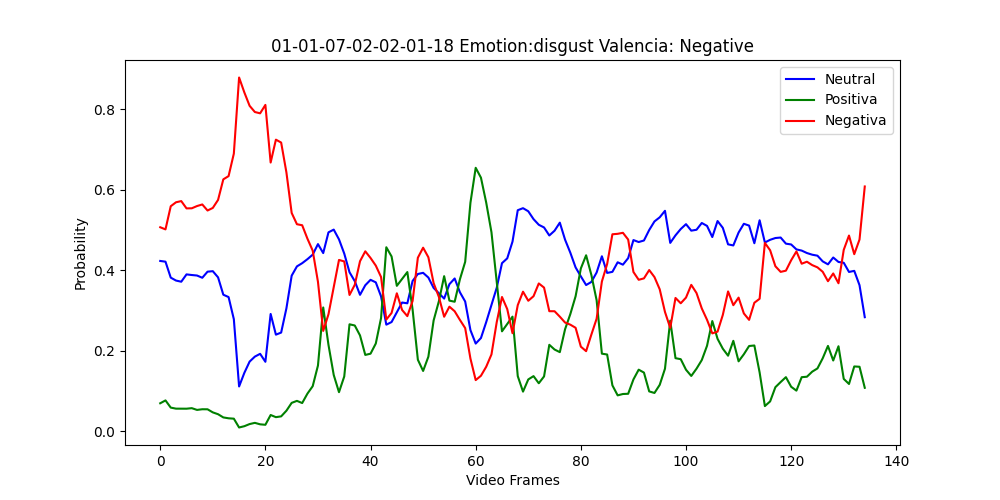 01-01-07-02-02-01-18 Emotion:disgust Valencia: Negative
Neutral
Positiva
Negativa
Probability
0.8
0.6
0.4
0.2
0.0
0 20 40 60 80 100 120 140
Video Frames